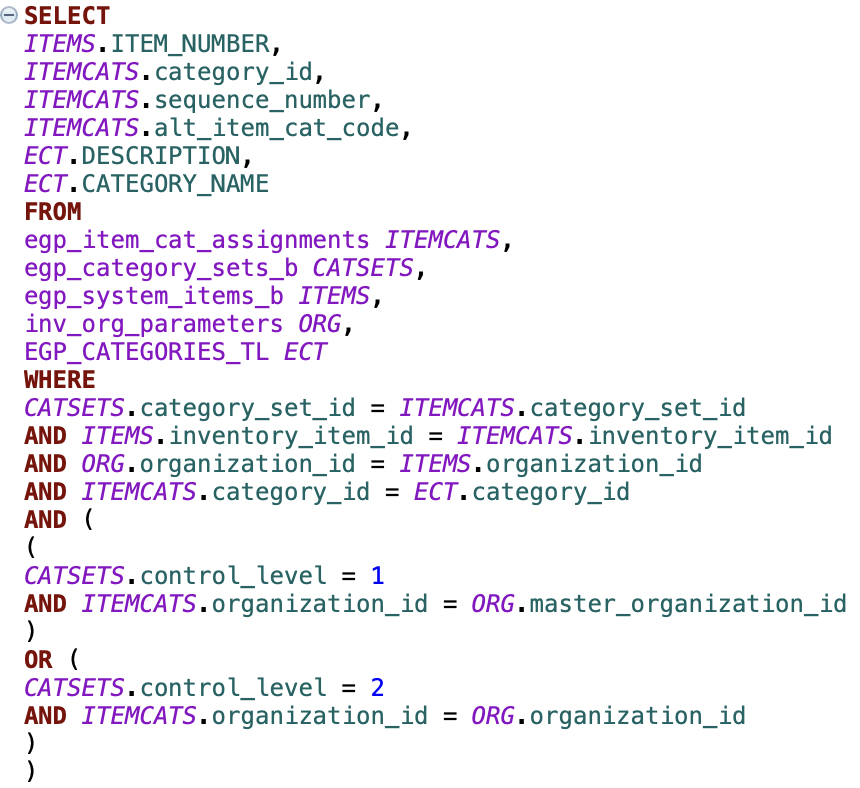 SELECT
ITEMS.ITEM_NUMBER,
ITEMCATS.category_id,
ITEMCATS.sequence_number,
ITEMCATS.alt_item_cat_code,
ECT.DESCRIPTION,
ECT.CATEGORY_NAME
FROM
egp_item_cat_assignments ITEMCATS,
egp_category_sets_b CATSETS,
egp_system_items_b ITEMS,
inv_org_parameters ORG,
EGP_CATEGORIES_TL ECT
WHERE
CATSETS.category_set_id = ITEMCATS.category_set_id
AND ITEMS.inventory_item_id = ITEMCATS.inventory_item_id
AND ORG.organization_id = ITEMS.organization_id
AND ITEMCATS.category_id = ECT.category_id
AND (
(
CATSETS.control_level = 1
AND ITEMCATS.organization_id = ORG.master_organization_id
)
OR (
CATSETS.control_level = 2
AND ITEMCATS.organization_id = ORG.organization_id
)
)